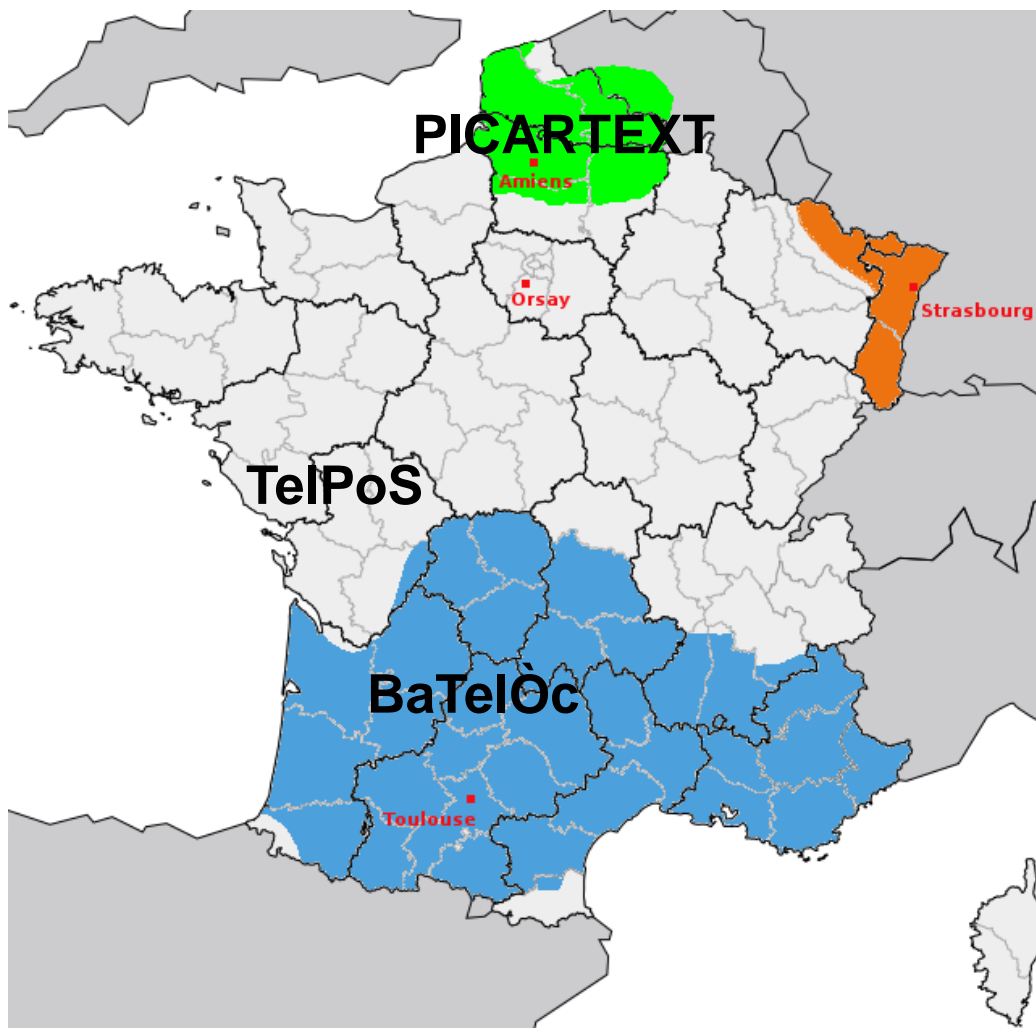 PICARTEXT
Amiens
Orsay
Strasbourg
TelPoS
BaTelÒc
Toulouse